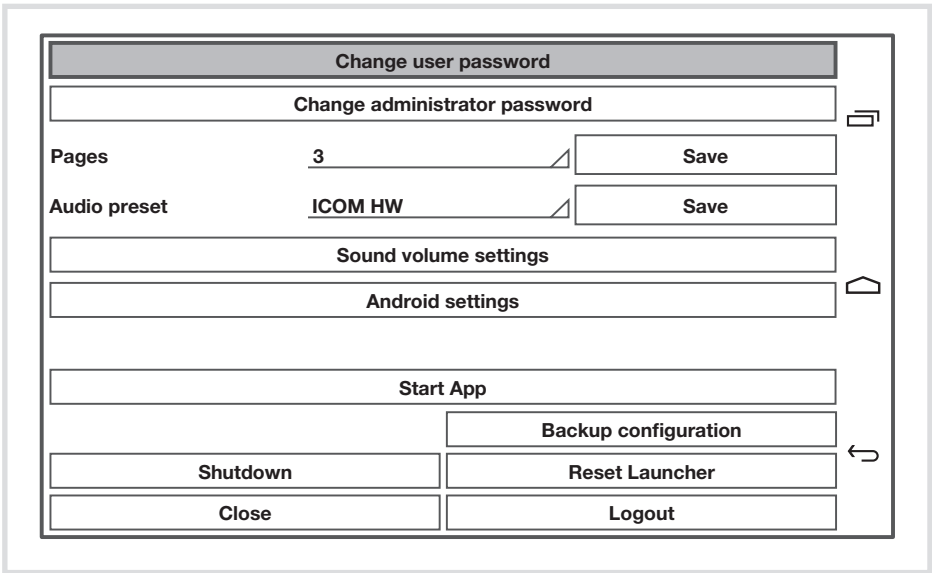 Change user password
Change administrator password
Pages 3 Save
Audio preset ICOM HW Save
Sound volume settings
Android settings
Start App
Backup configuration
Shutdown Reset Launcher
Close Logout